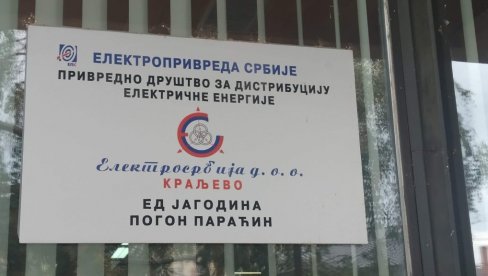 ЕЛЕКТРОПРИВРЕДА СРБИЈЕ
ПРИВРЕДНО ДРУШТВО ЗА ДИСТРИБУЦИЈУ
ЕЛЕКТРИЧНЕ ЕНЕРГИЈЕ
Електросрбија д.о.о.
КРАЉЕВО
ЕД ЈАГОДИНА
ПОГОН ПАРАЋИН